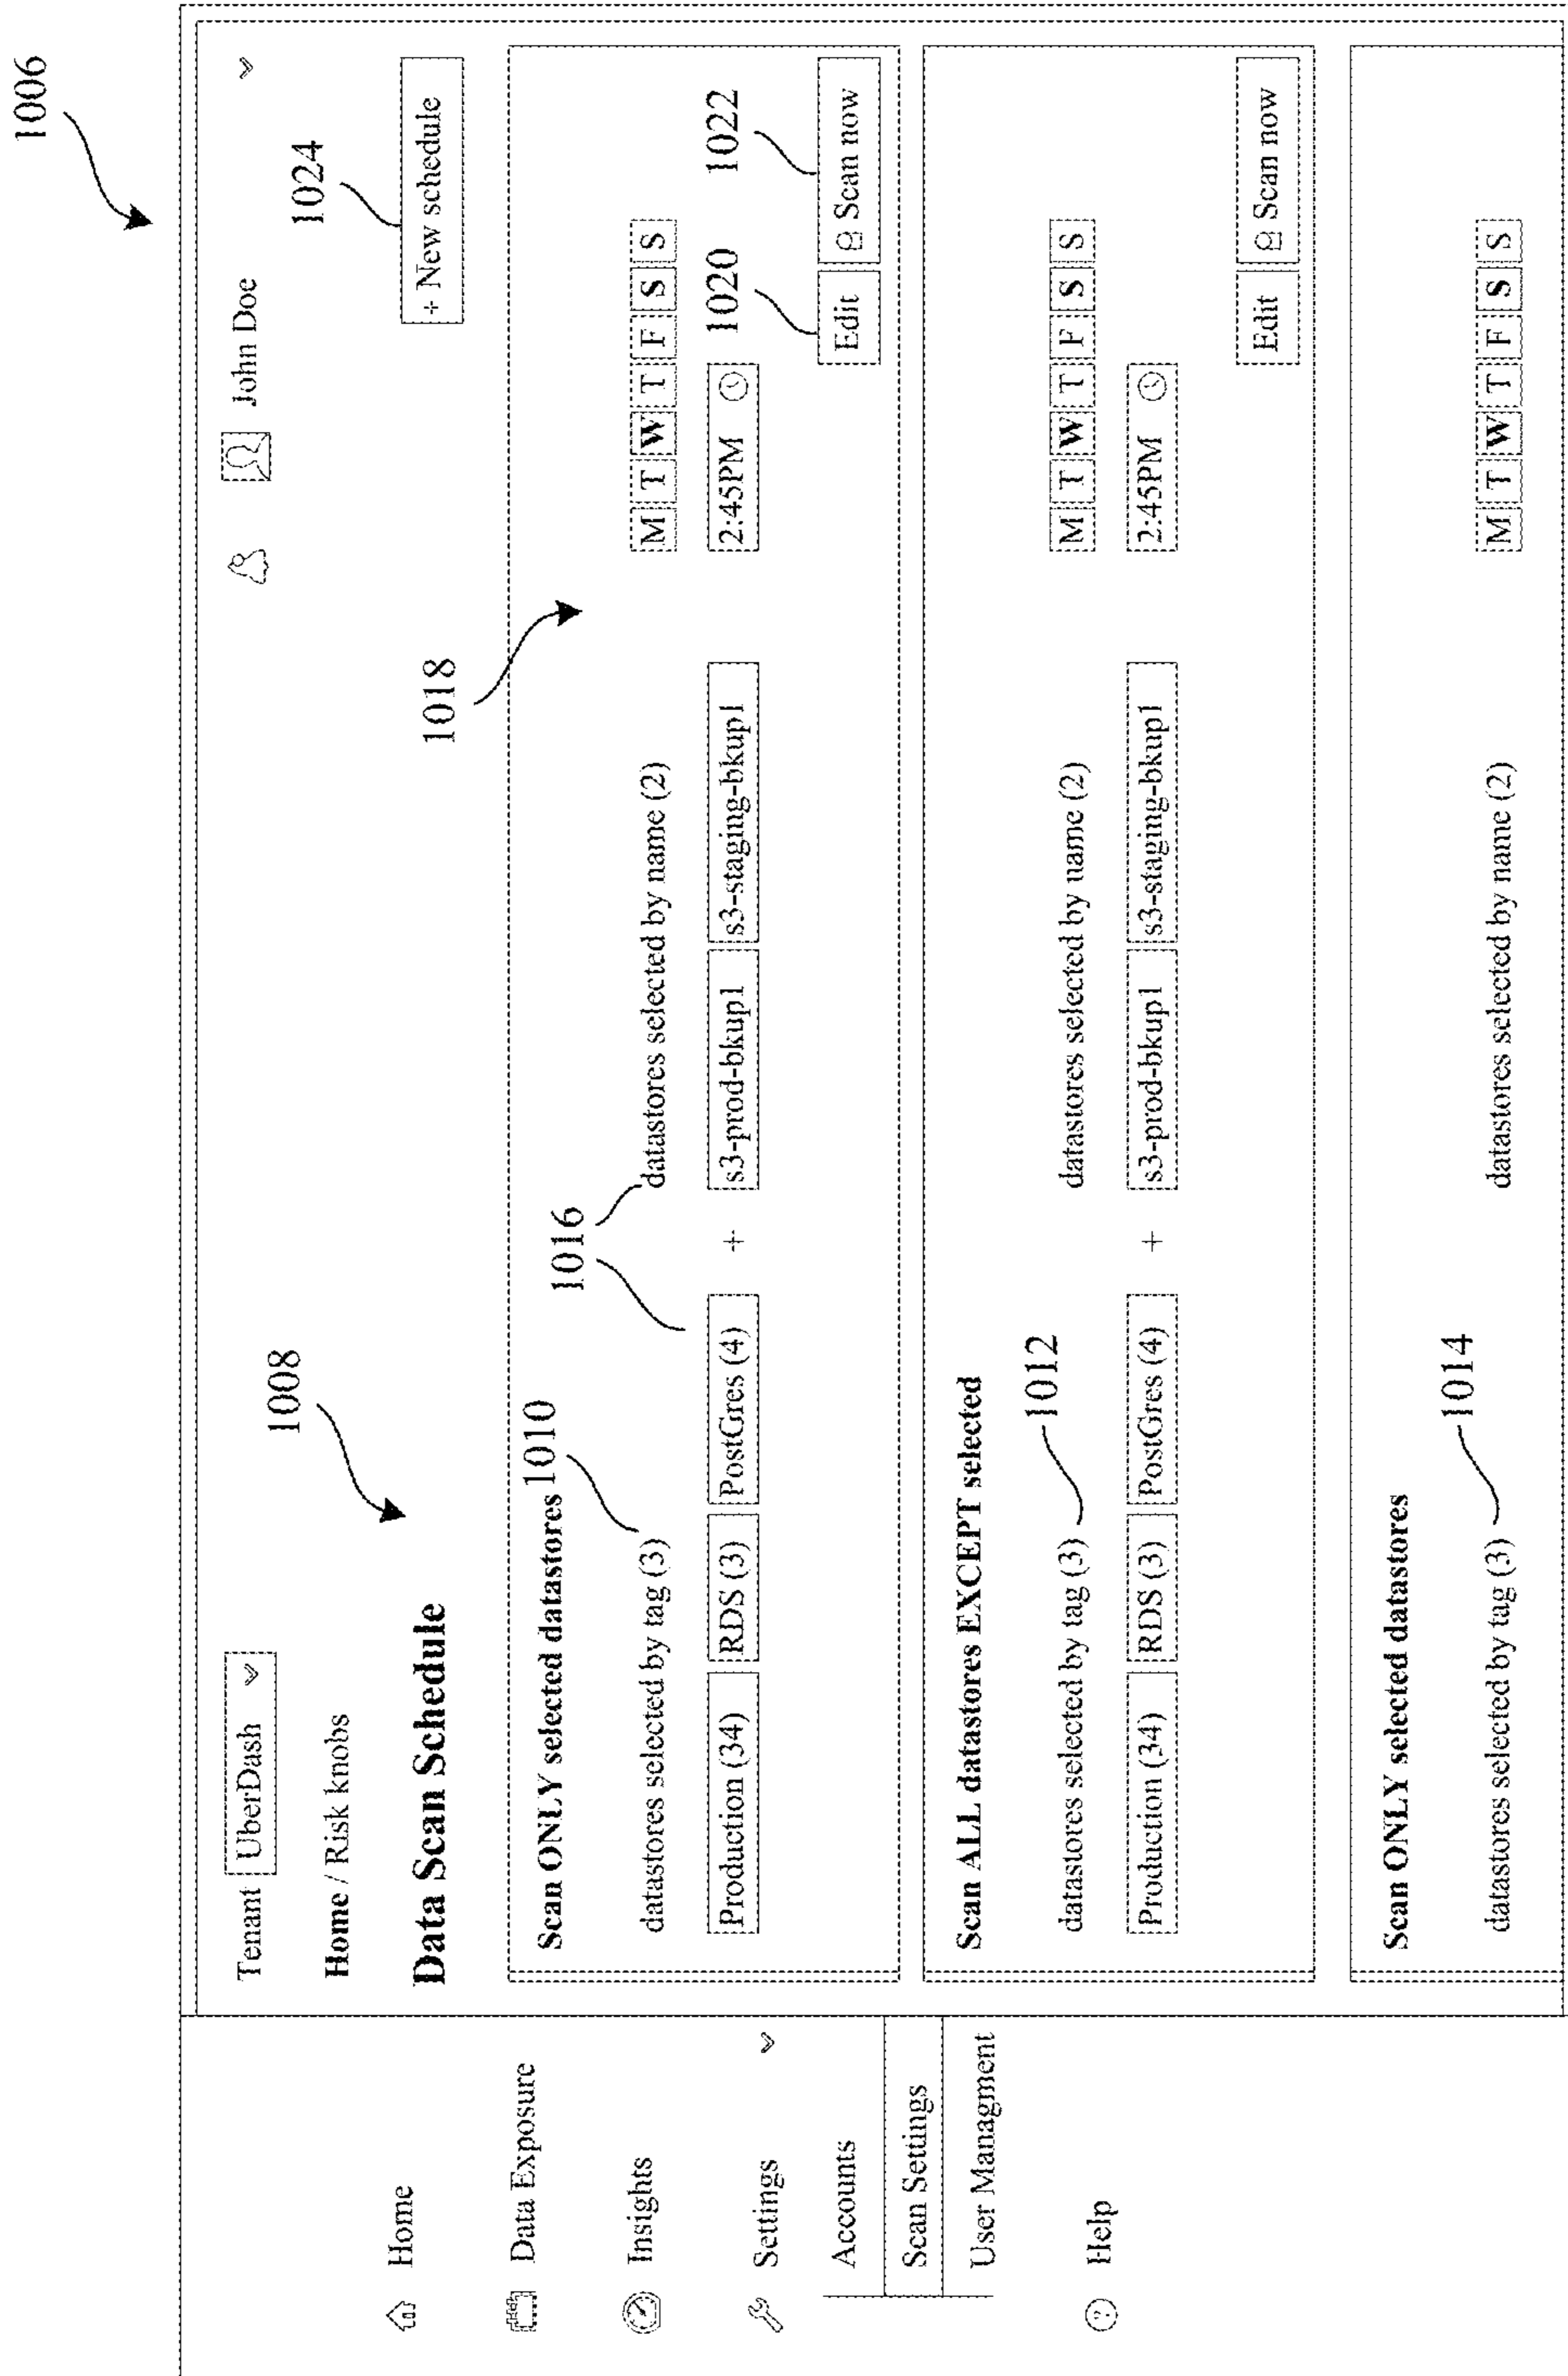 1006
Tenant UberDash
John Doe
Home / Risk knobs
1008
1024
Data Scan Schedule
+ New schedule
1018
Home
Data Exposure
Insights
Settings
Accounts
Scan Settings
User Managment
Help
Scan ONLY selected datastores
1010
1016
datastores selected by tag (3)
datastores selected by name (2)
M T W T F S S
Production (34) RDS (3) PostGres (4) + s3-prod-bkup1 s3-staging-bkup1 2:45PM
1020
1022
Edit Scan now
Scan ALL datastores EXCEPT selected
1012
datastores selected by tag (3)
datastores selected by name (2)
M T W T F S S
Production (34) RDS (3) PostGres (4) + s3-prod-bkup1 s3-staging-bkup1 2:45PM
Edit Scan now
Scan ONLY selected datastores
1014
datastores selected by tag (3)
datastores selected by name (2)
M T W T F S S